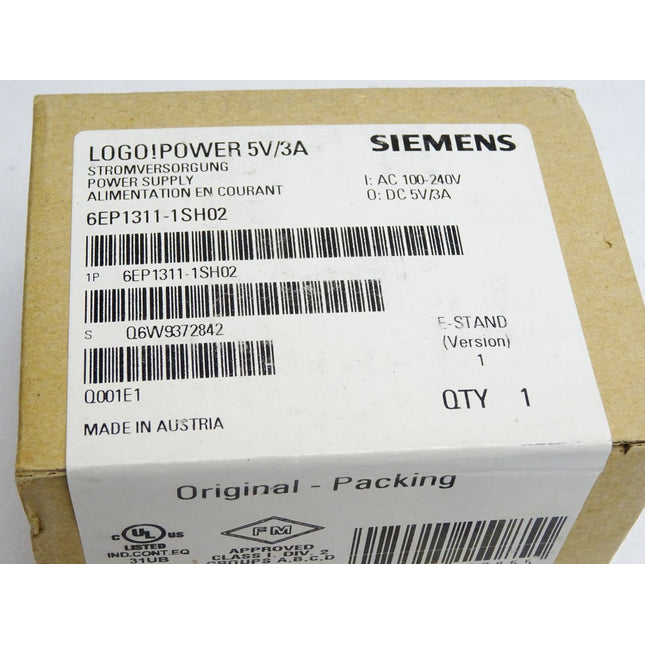 LOGO!POWER 5V/3A
SIEMENS
STROMVERSORGUNG
POWER SUPPLY
ALIMENTATION EN COURANT
I: AC 100-240V
O: DC 5V/3A
6EP1311-1SH02
1P 6EP1311-1SH02
S Q6W9372842
E-STAND
(Version)
1
Q001E1
QTY 1
MADE IN AUSTRIA
Original - Packing
C UL US
LISTED
IND.CONT.EQ
31UB
FM
APPROVED
CLASS I. DIV. 2
GROUPS A,B,C,D